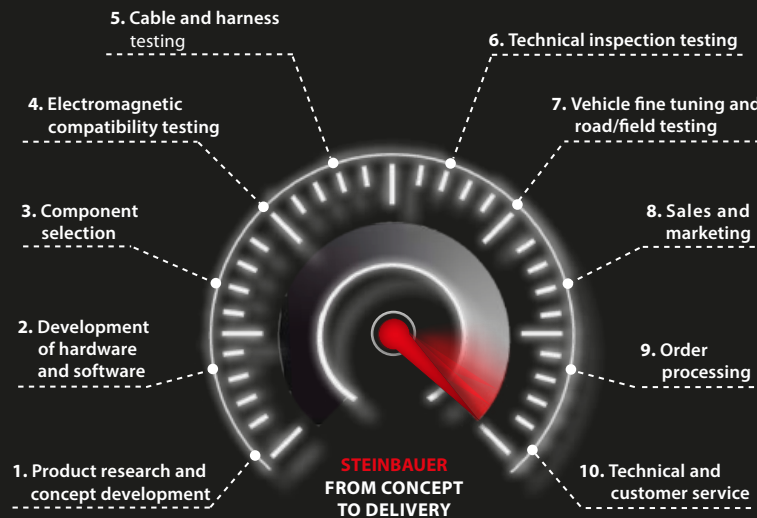 5. Cable and harness
testing
6. Technical inspection testing
4. Electromagnetic
compatibility testing
7. Vehicle fine tuning and
road/field testing
3. Component
selection
8. Sales and
marketing
2. Development
of hardware
and software
9. Order
processing
1. Product research and
concept development
10. Technical and
customer service
STEINBAUER
FROM CONCEPT
TO DELIVERY